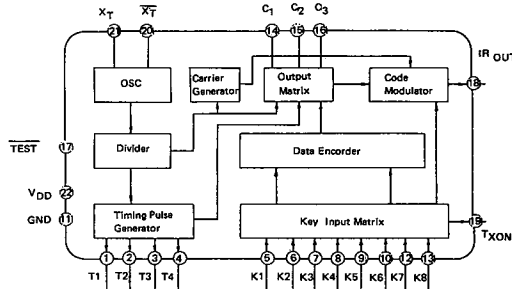 X_T X̅_T̅ C1 C2 C3
21 20 14 15 16
IR OUT
18
OSC
Carrier Generator
Output Matrix
Code Modulator
TEST
17
Divider
Data Encorder
VDD
22
GND
11
Timing Pulse Generator
Key Input Matrix
19
TXON
1 2 3 4 5 6 7 8 9 10 12 13
T1 T2 T3 T4 K1 K2 K3 K4 K5 K6 K7 K8